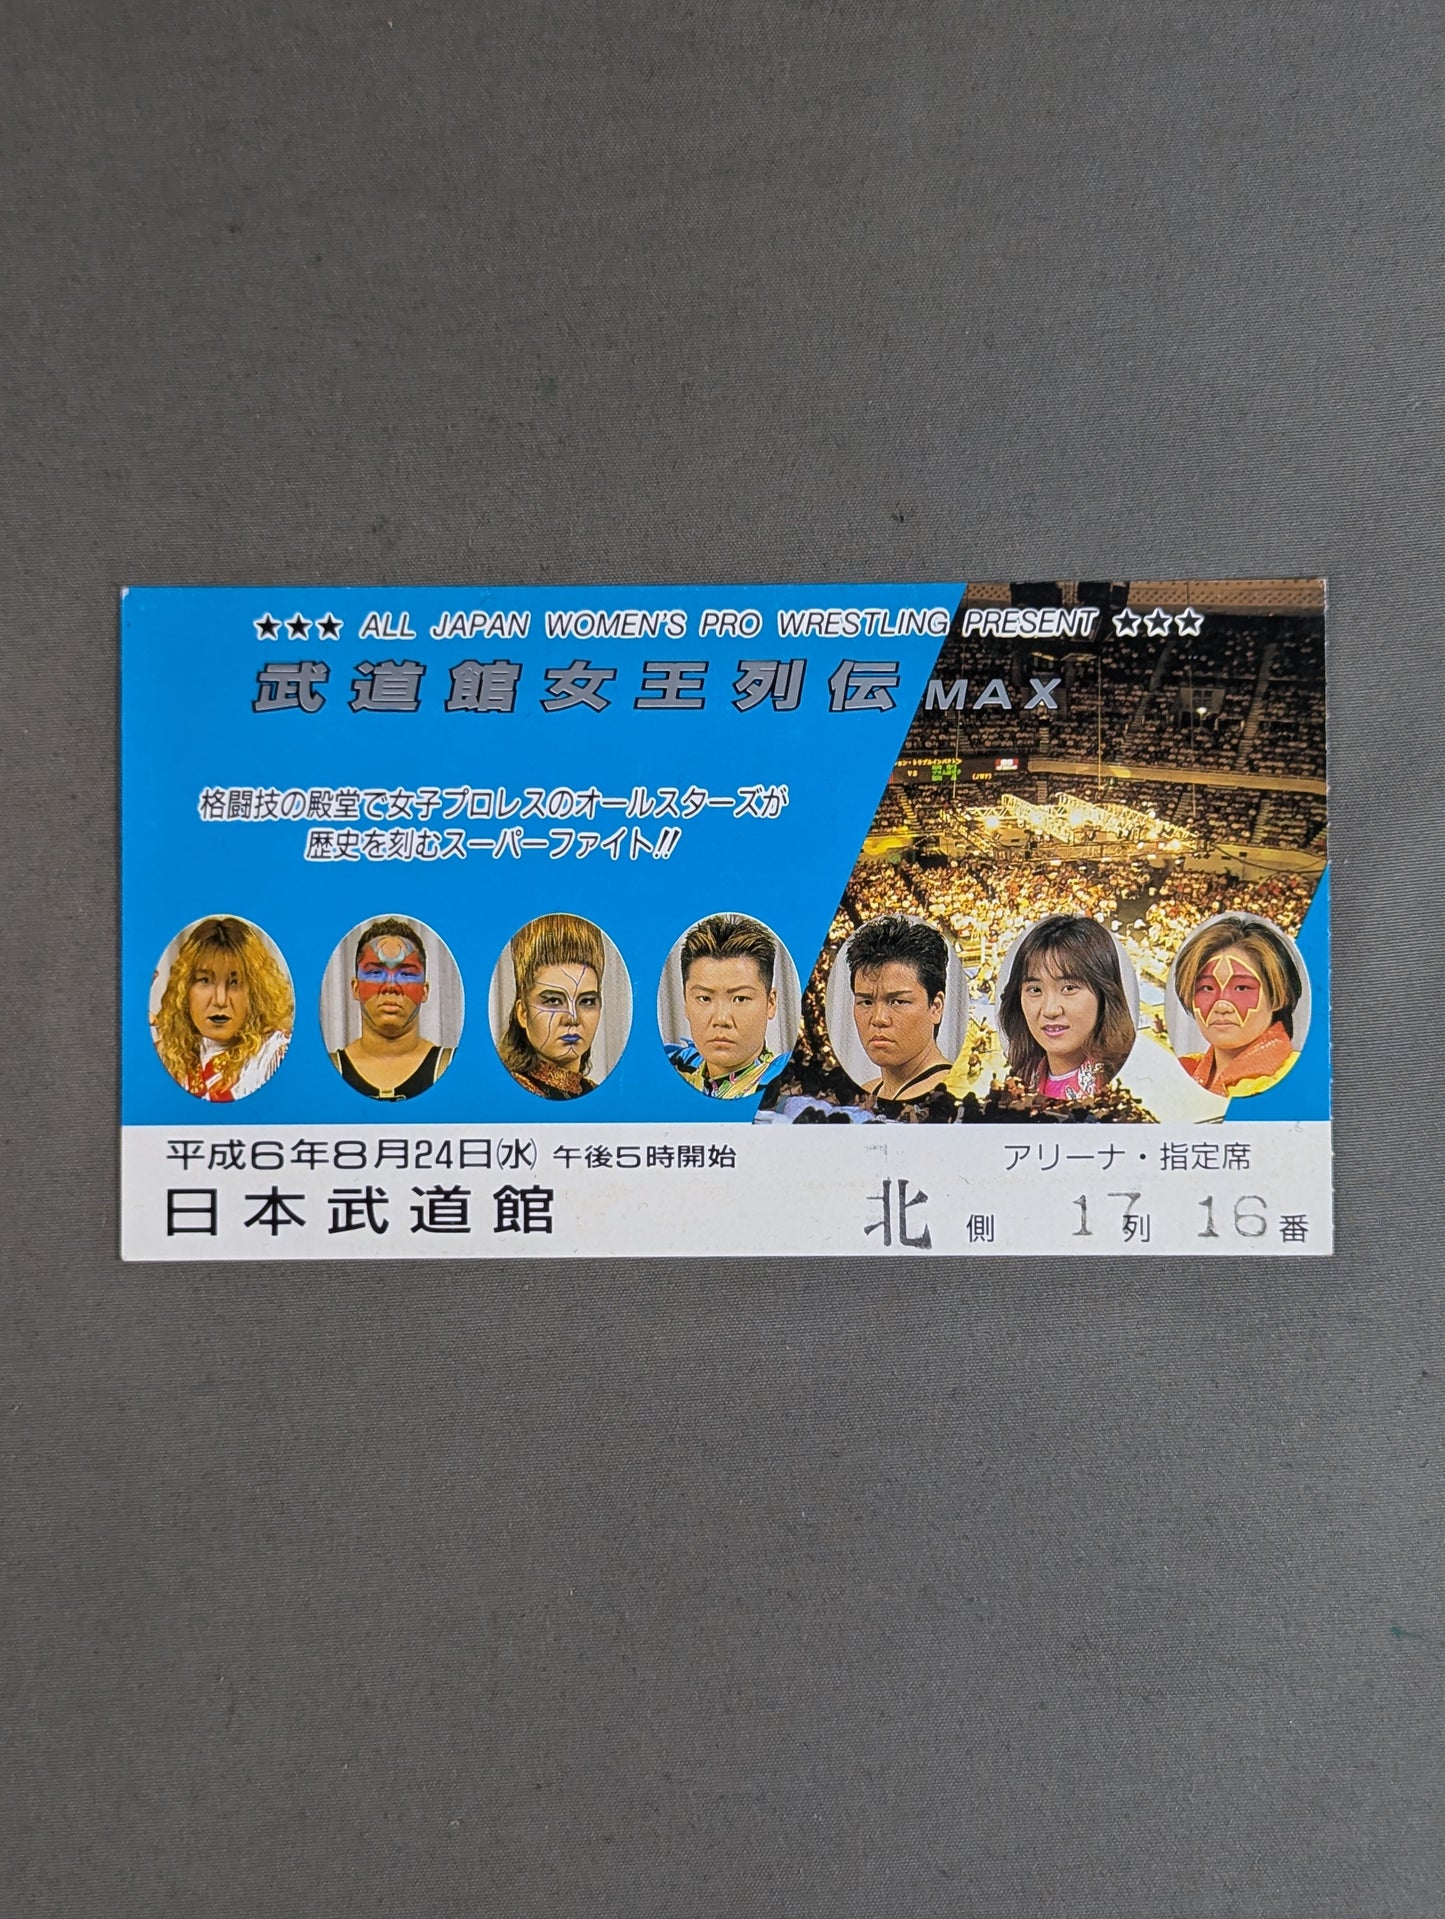 ★★★ ALL JAPAN WOMEN'S PRO WRESTLING PRESENT ★★★
武道館女王列伝 MAX
格闘技の殿堂で女子プロレスのオールスターズが
歴史を刻むスーパーファイト!!
平成6年8月24日(水) 午後5時開始
アリーナ・指定席
日本武道館
北 側 17列 16番